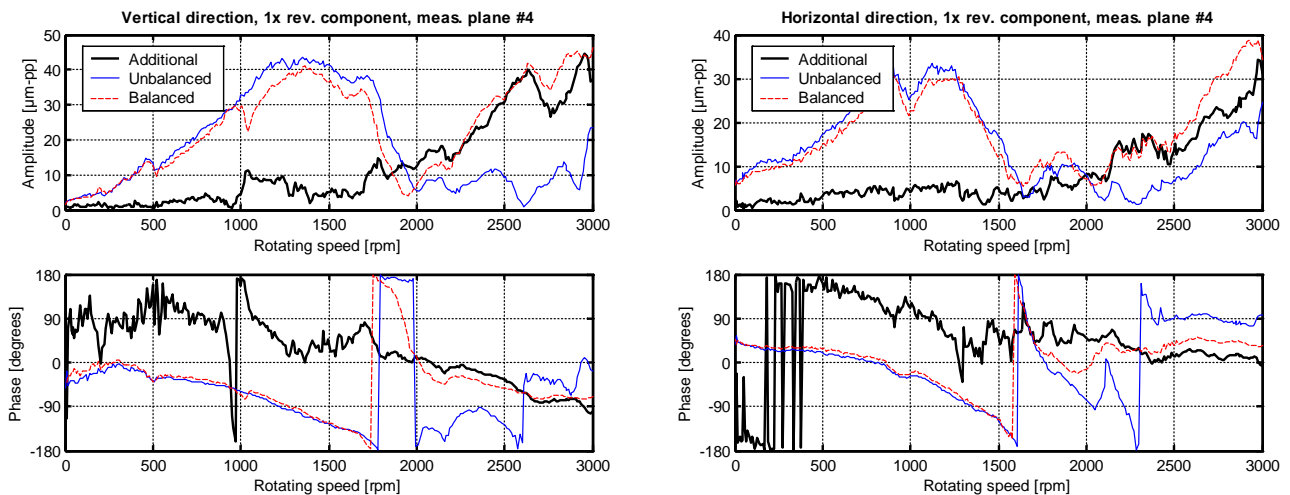 Vertical direction, 1x rev. component, meas. plane #4
Amplitude [µm-pp]
50
40
30
20
10
0
Additional
Unbalanced
Balanced
0 500 1000 1500 2000 2500 3000
Rotating speed [rpm]
Phase [degrees]
180
90
0
-90
-180
0 500 1000 1500 2000 2500 3000
Rotating speed [rpm]
Horizontal direction, 1x rev. component, meas. plane #4
Amplitude [µm-pp]
40
30
20
10
0
Additional
Unbalanced
Balanced
0 500 1000 1500 2000 2500 3000
Rotating speed [rpm]
Phase [degrees]
180
90
0
-90
-180
0 500 1000 1500 2000 2500 3000
Rotating speed [rpm]